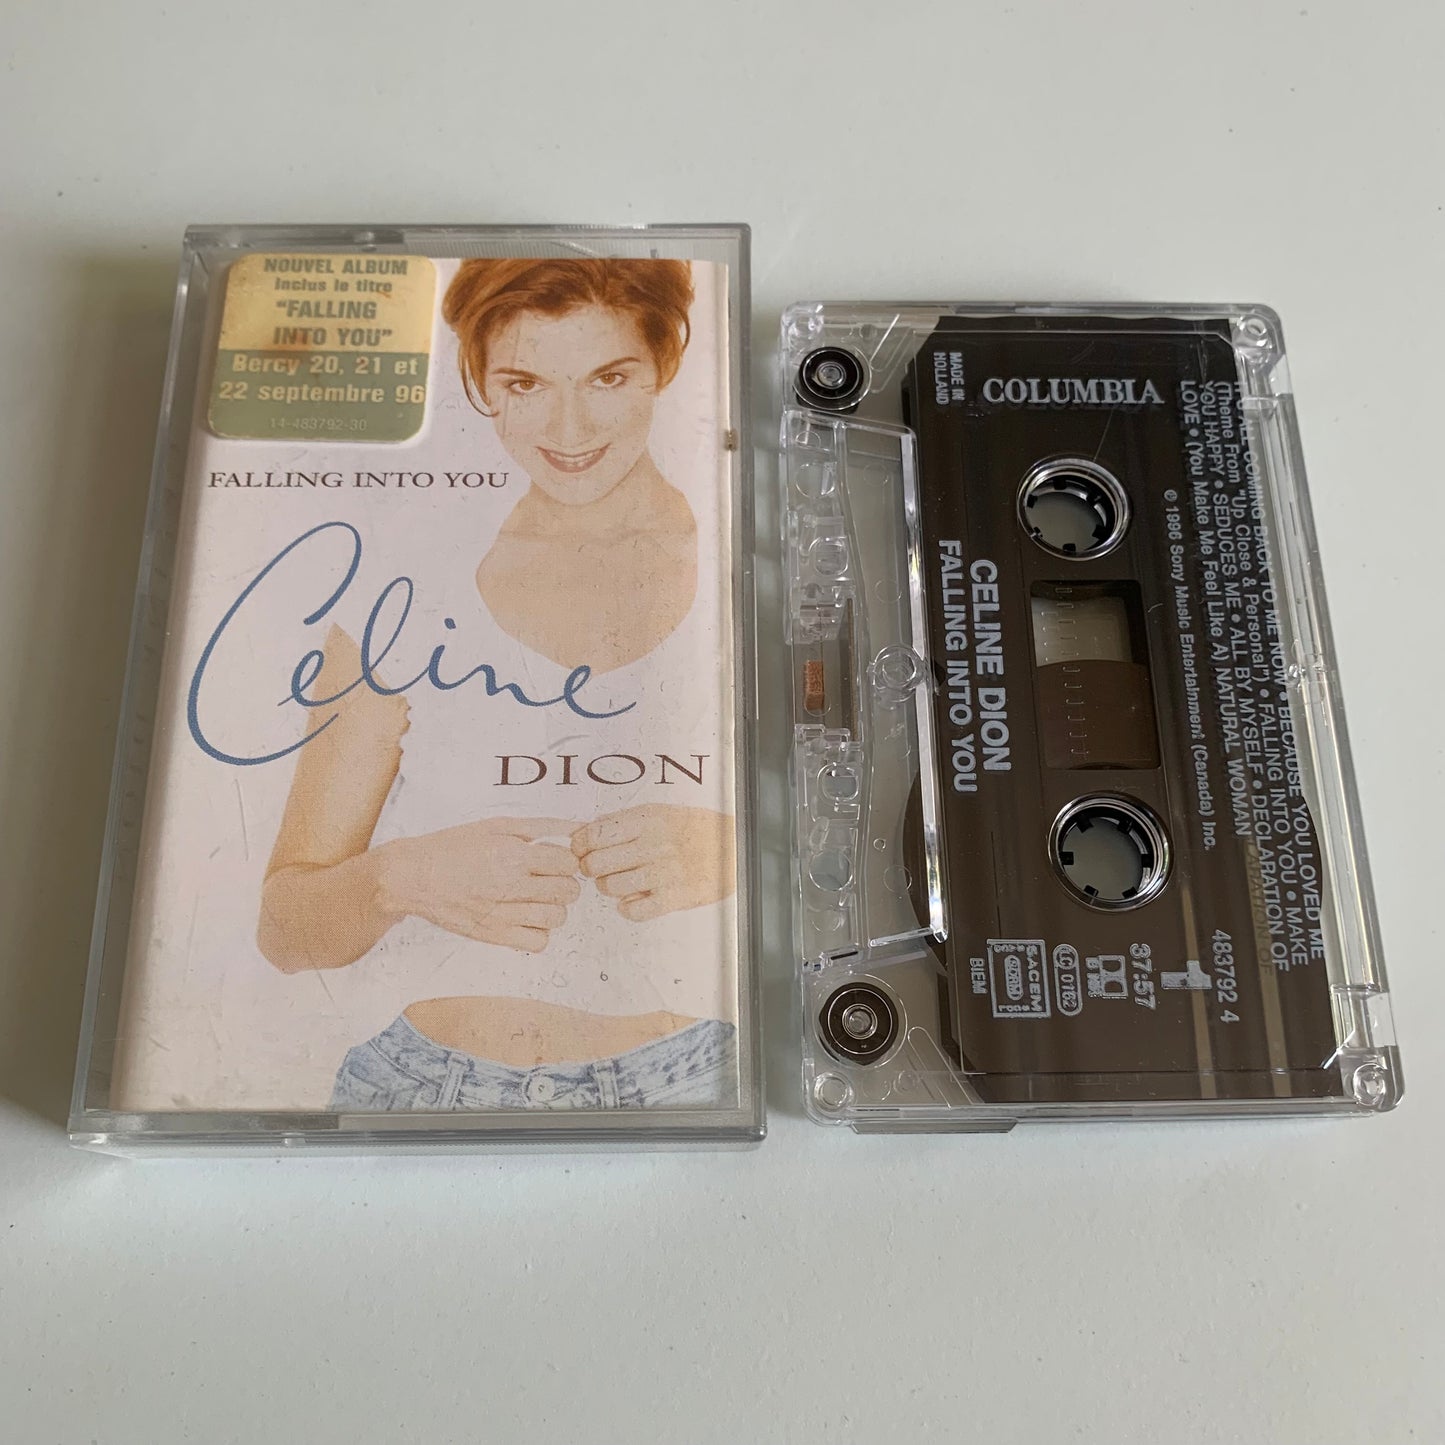 NOUVEL ALBUM
Inclus le titre
"FALLING
INTO YOU"
Bercy 20, 21 et
22 septembre 96
14-483792-30
FALLING INTO YOU
Celine
DION
MADE IN
HOLLAND
COLUMBIA
IT'S ALL COMING BACK TO ME NOW • BECAUSE YOU LOVED ME
(Theme From "Up Close & Personal") • FALLING INTO YOU • MAKE
YOU HAPPY • SEDUCES ME • ALL BY MYSELF • DECLARATION OF
LOVE • (You Make Me Feel Like A) NATURAL WOMAN
℗ 1996 Sony Music Entertainment (Canada) Inc.
CELINE DION
FALLING INTO YOU
483792 4
1
37:57
LC 0162
SACEM
BIEM